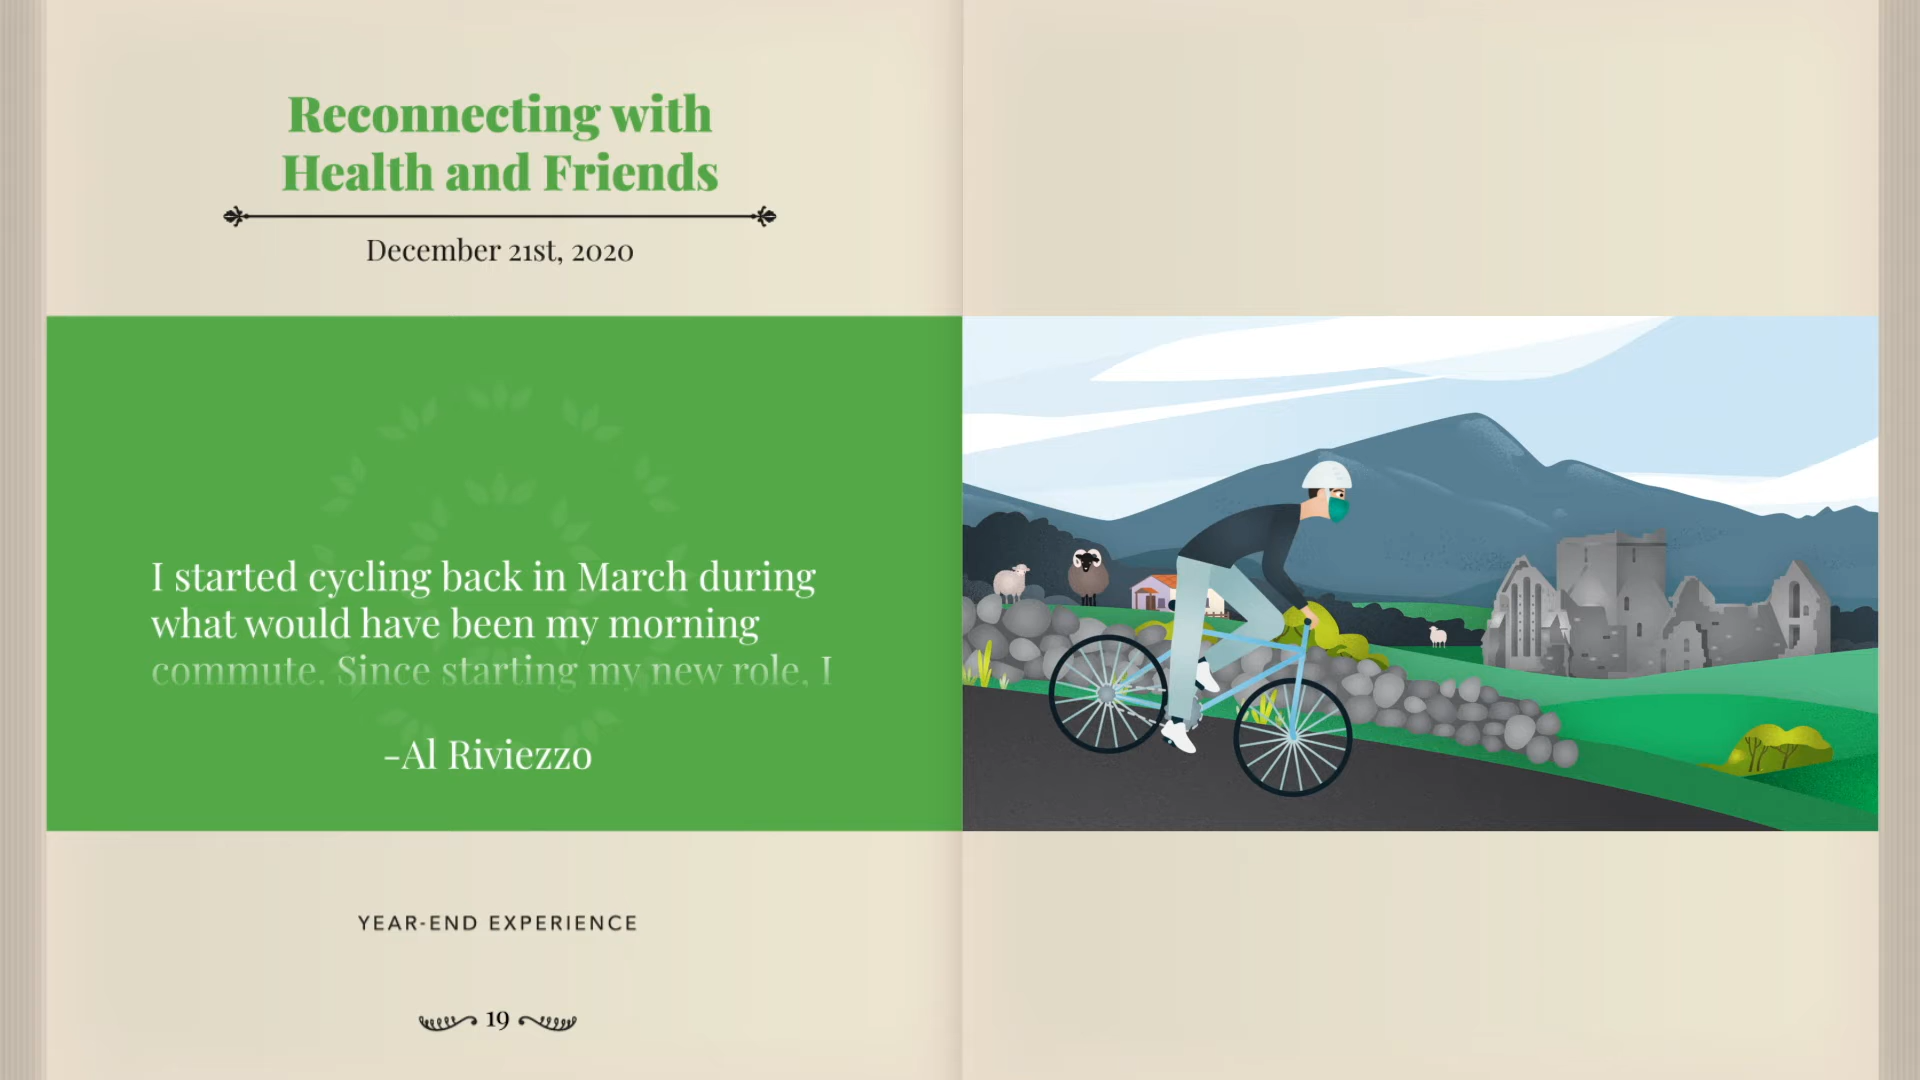 Reconnecting with
Health and Friends
December 21st, 2020
I started cycling back in March during
what would have been my morning
commute. Since starting my new role, I
-Al Riviezzo
YEAR-END EXPERIENCE
19